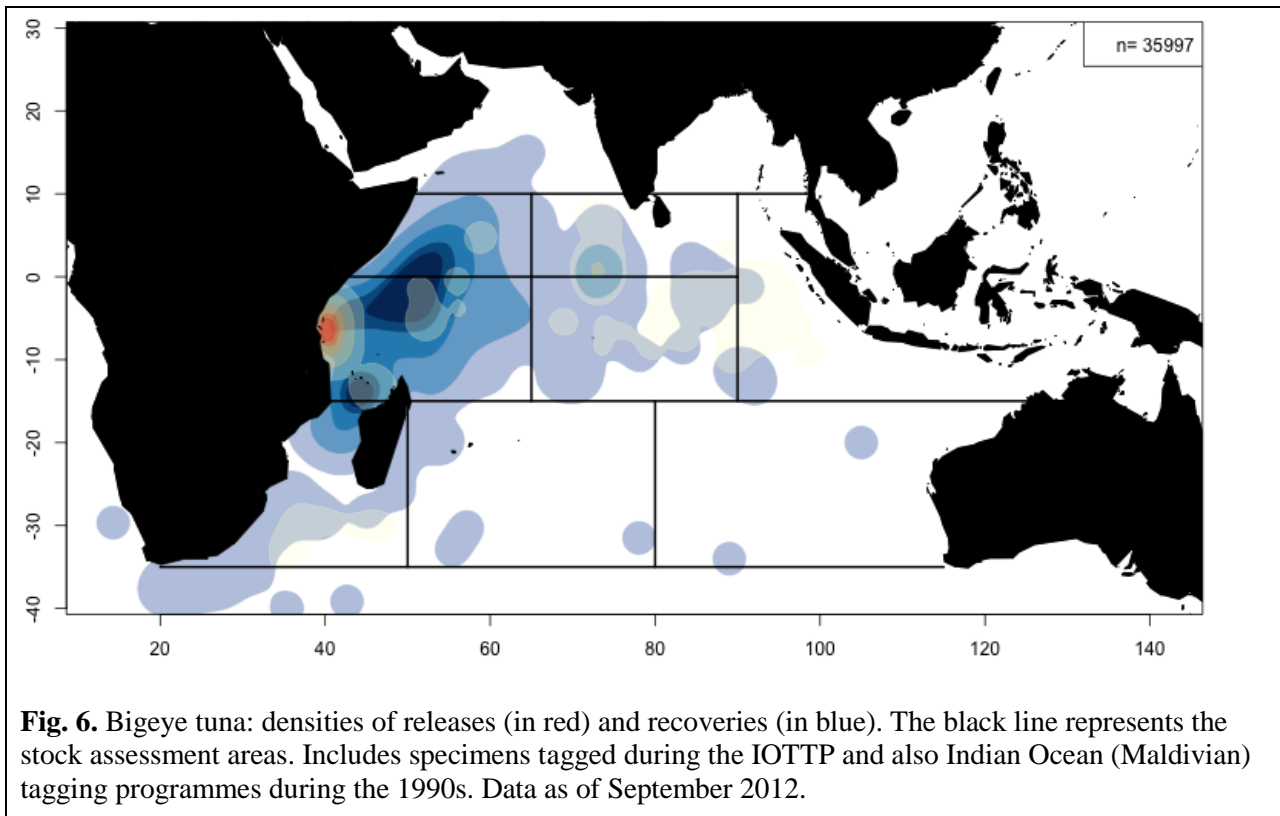 n= 35997
30
20
10
0
-10
-20
-30
-40
20 40 60 80 100 120 140
Fig. 6. Bigeye tuna: densities of releases (in red) and recoveries (in blue). The black line represents the
stock assessment areas. Includes specimens tagged during the IOTTP and also Indian Ocean (Maldivian)
tagging programmes during the 1990s. Data as of September 2012.